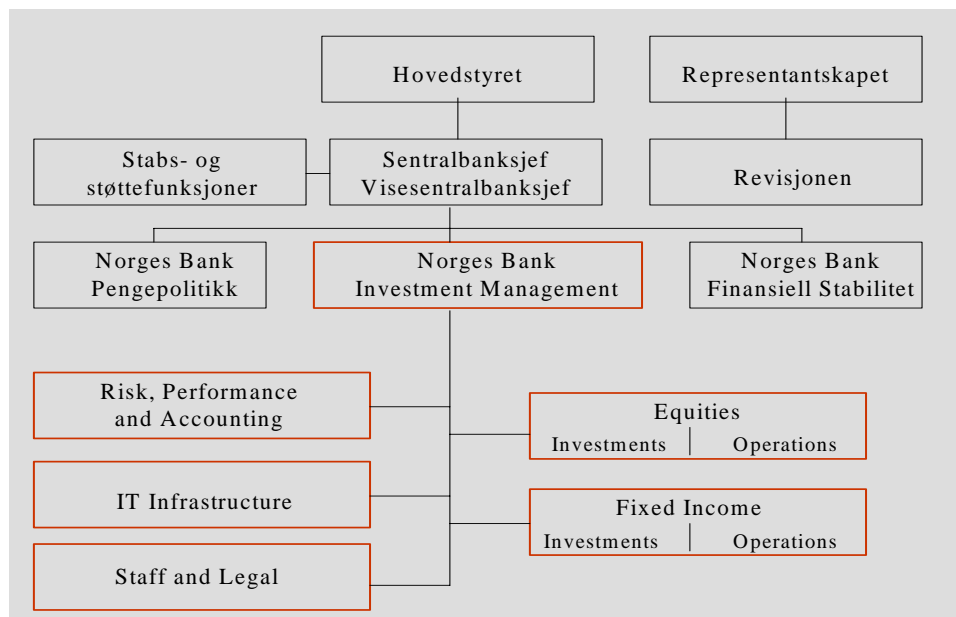 Hovedstyret
Representantskapet
Stabs- og
støttefunksjoner
Sentralbanksjef
Visesentralbanksjef
Revisjonen
Norges Bank
Pengepolitikk
Norges Bank
Investment Management
Norges Bank
Finansiell Stabilitet
Risk, Performance
and Accounting
Equities
Investments
Operations
IT Infrastructure
Fixed Income
Investments
Operations
Staff and Legal